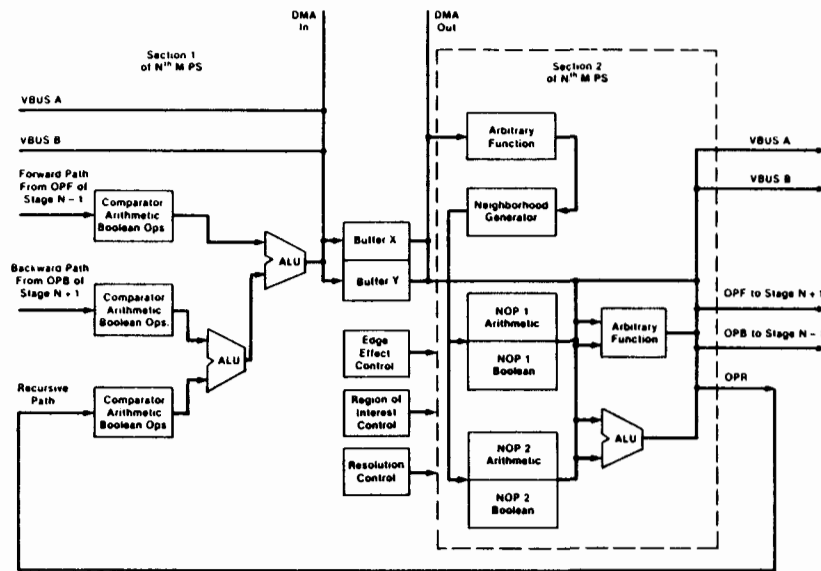 DMA
In
DMA
Out
Section 1
of Nth M PS
Section 2
of Nth M PS
VBUS A
VBUS B
Arbitrary
Function
VBUS A
VBUS B
Forward Path
From OPF of
Stage N – 1
Comparator
Arithmetic
Boolean Ops
Neighborhood
Generator
ALU
Buffer X
Buffer Y
Backward Path
From OPB of
Stage N + 1
Comparator
Arithmetic
Boolean Ops.
ALU
NOP 1
Arithmetic
NOP 1
Boolean
Arbitrary
Function
OPF to Stage N + 1
OPB to Stage N –
Edge
Effect
Control
Recursive
Path
Comparator
Arithmetic
Boolean Ops
Region of
Interest
Control
OPR
ALU
NOP 2
Arithmetic
NOP 2
Boolean
Resolution
Control